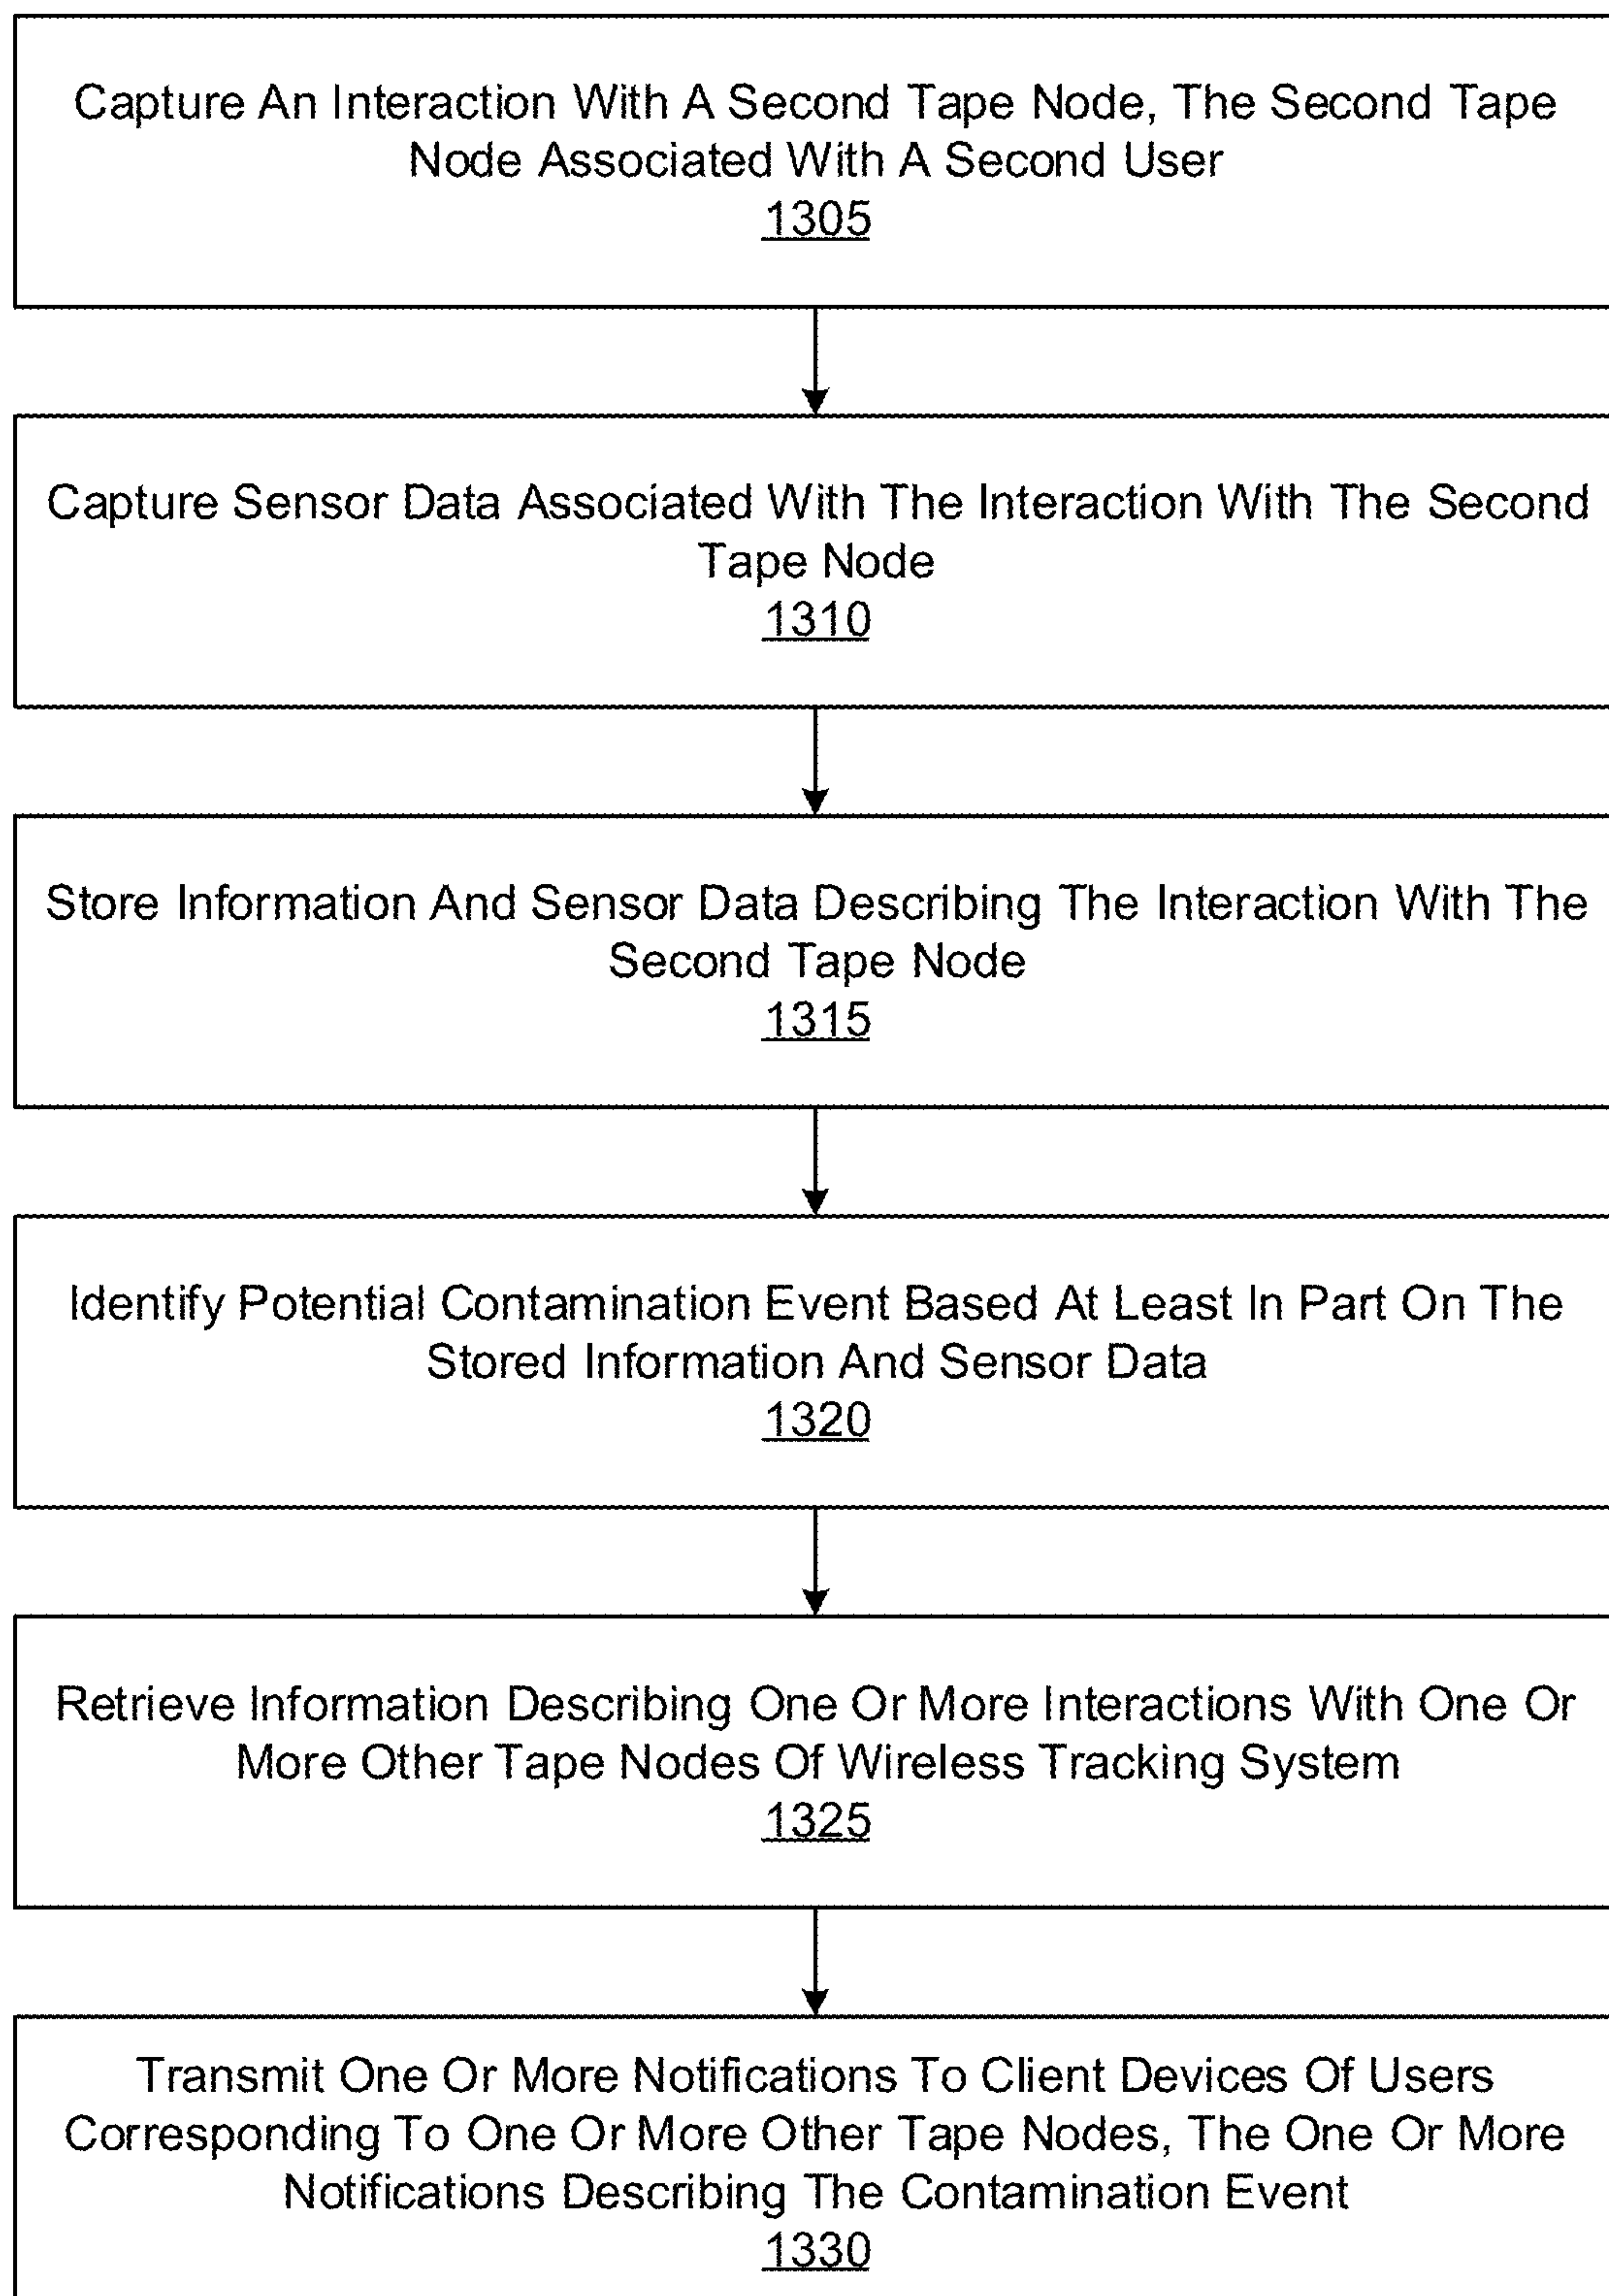 Capture An Interaction With A Second Tape Node, The Second Tape
Node Associated With A Second User
1305
Capture Sensor Data Associated With The Interaction With The Second
Tape Node
1310
Store Information And Sensor Data Describing The Interaction With The
Second Tape Node
1315
Identify Potential Contamination Event Based At Least In Part On The
Stored Information And Sensor Data
1320
Retrieve Information Describing One Or More Interactions With One Or
More Other Tape Nodes Of Wireless Tracking System
1325
Transmit One Or More Notifications To Client Devices Of Users
Corresponding To One Or More Other Tape Nodes, The One Or More
Notifications Describing The Contamination Event
1330